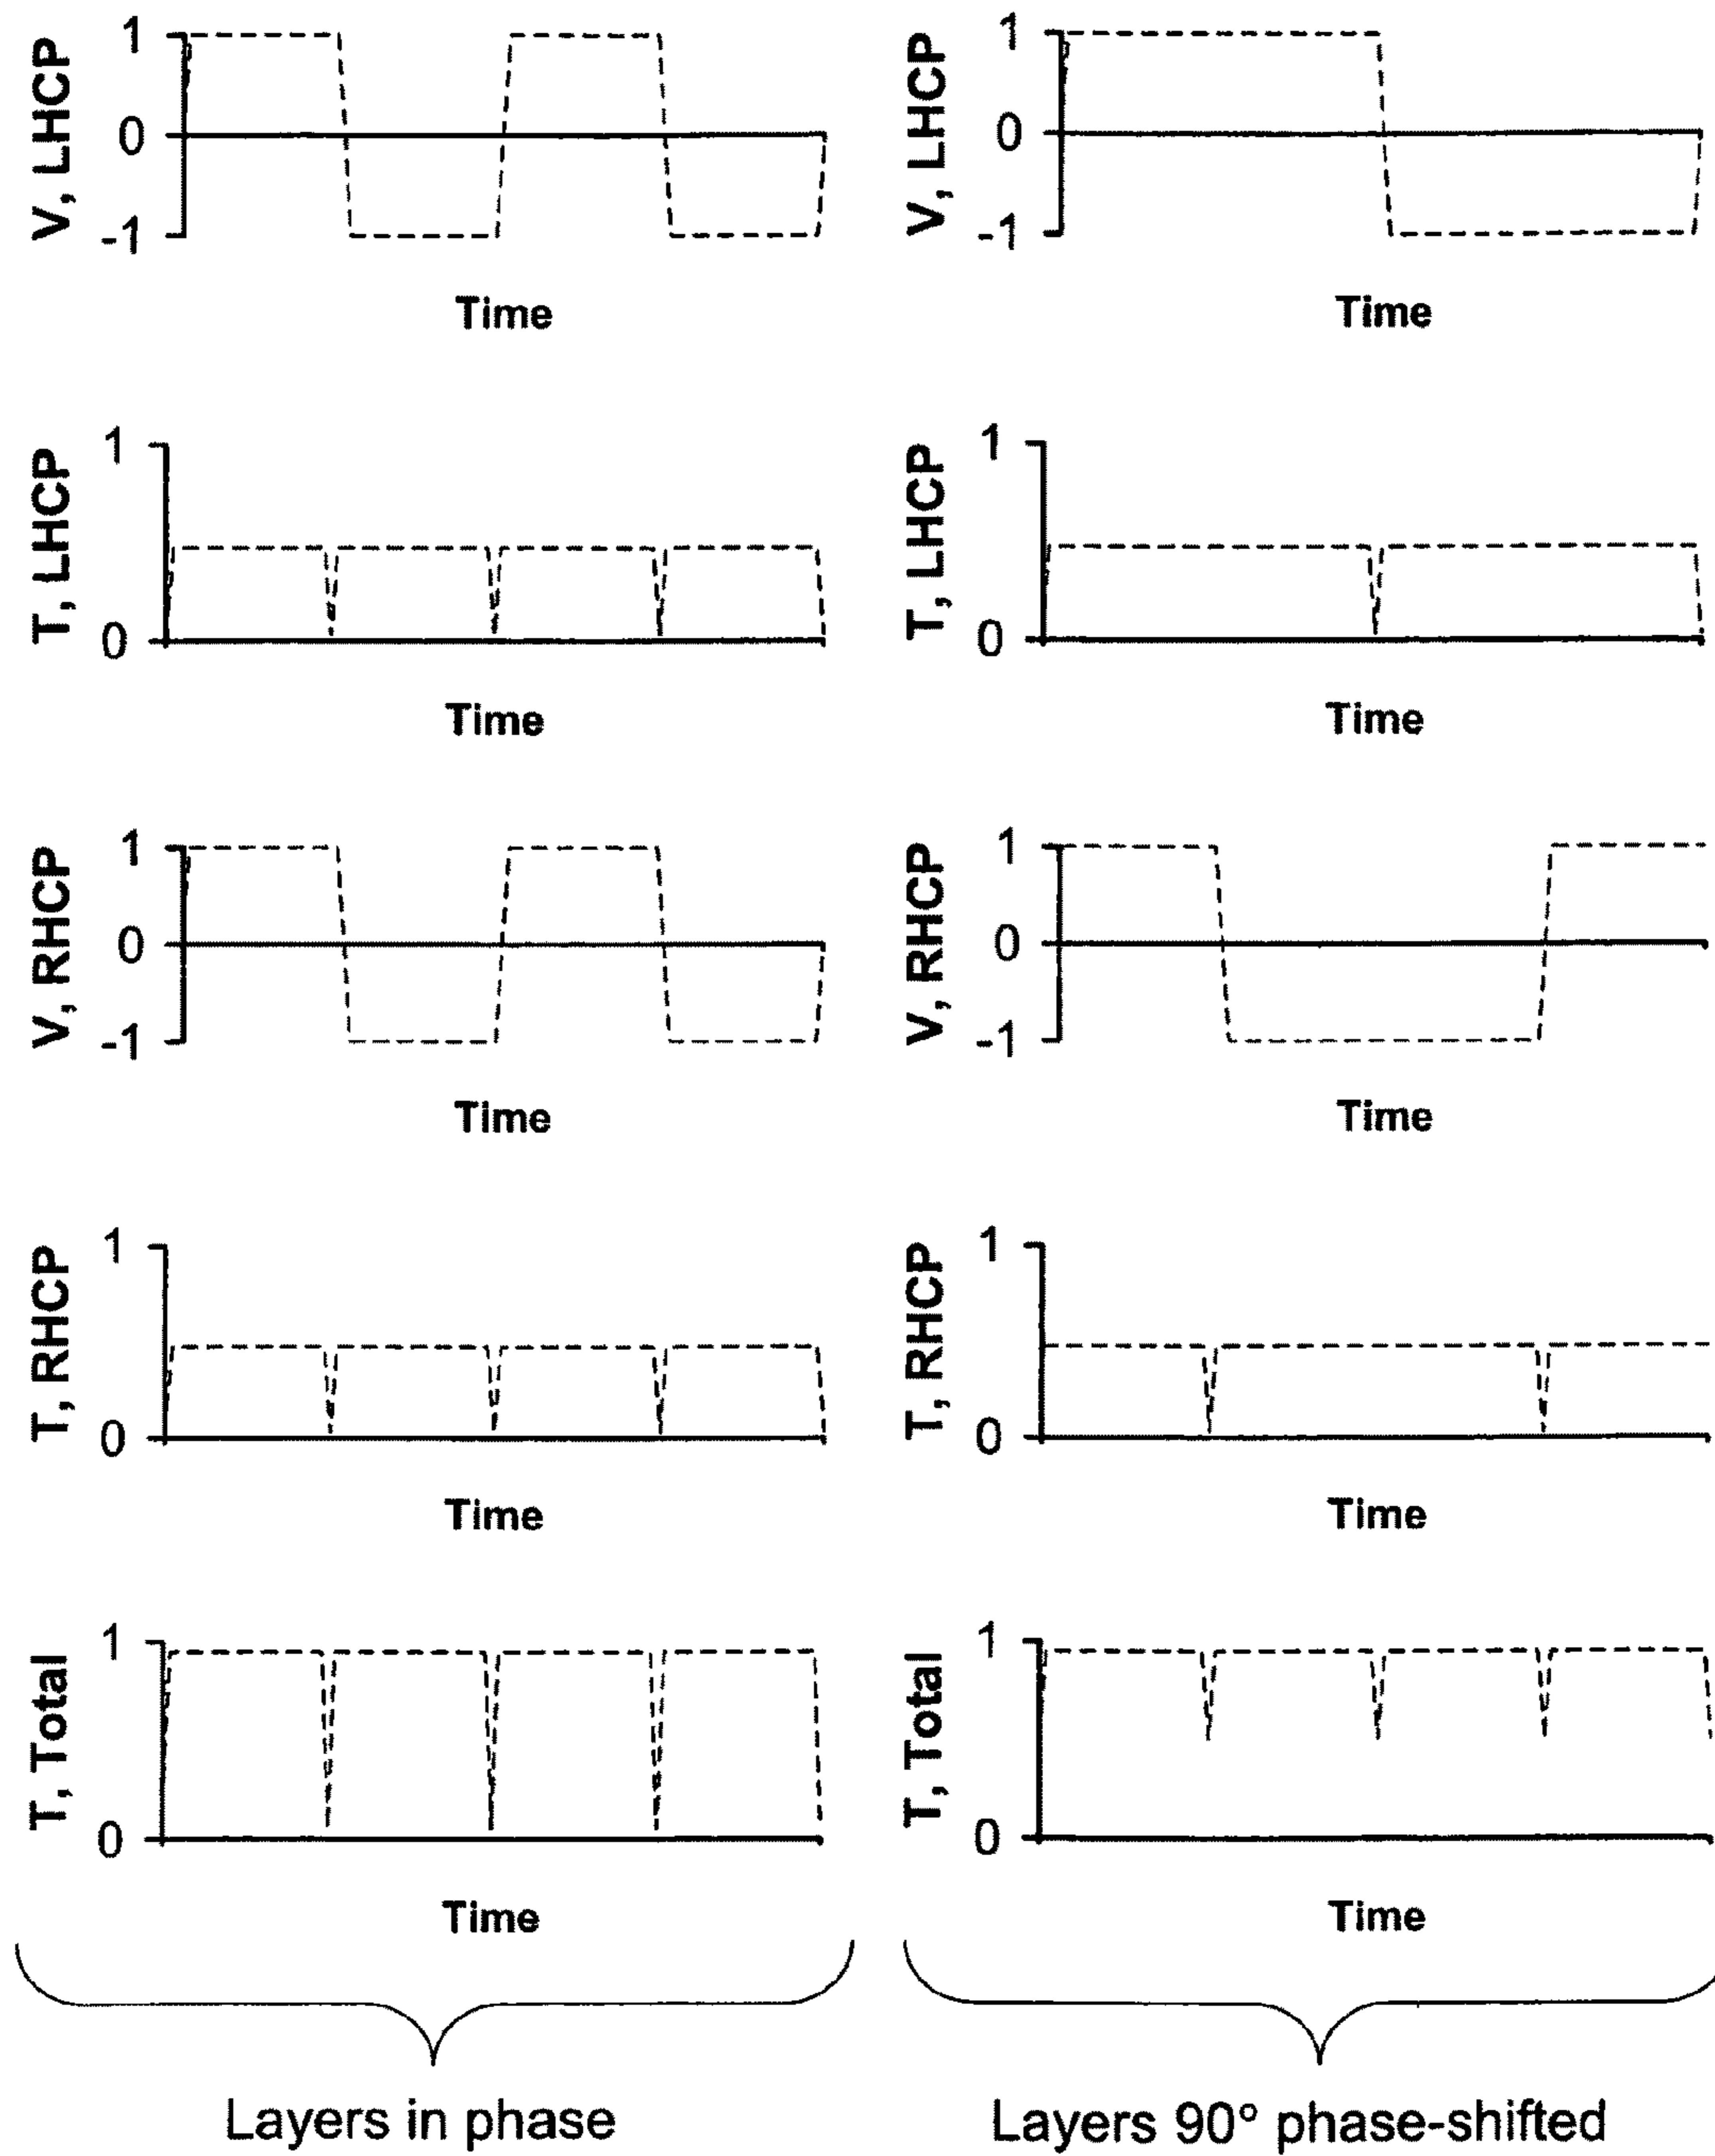 V, LHCP
1
0
-1
Time
V, LHCP
1
0
-1
Time
T, LHCP
1
0
Time
T, LHCP
1
0
Time
V, RHCP
1
0
-1
Time
V, RHCP
1
0
-1
Time
T, RHCP
1
0
Time
T, RHCP
1
0
Time
T, Total
1
0
Time
T, Total
1
0
Time
Layers in phase
Layers 90° phase-shifted